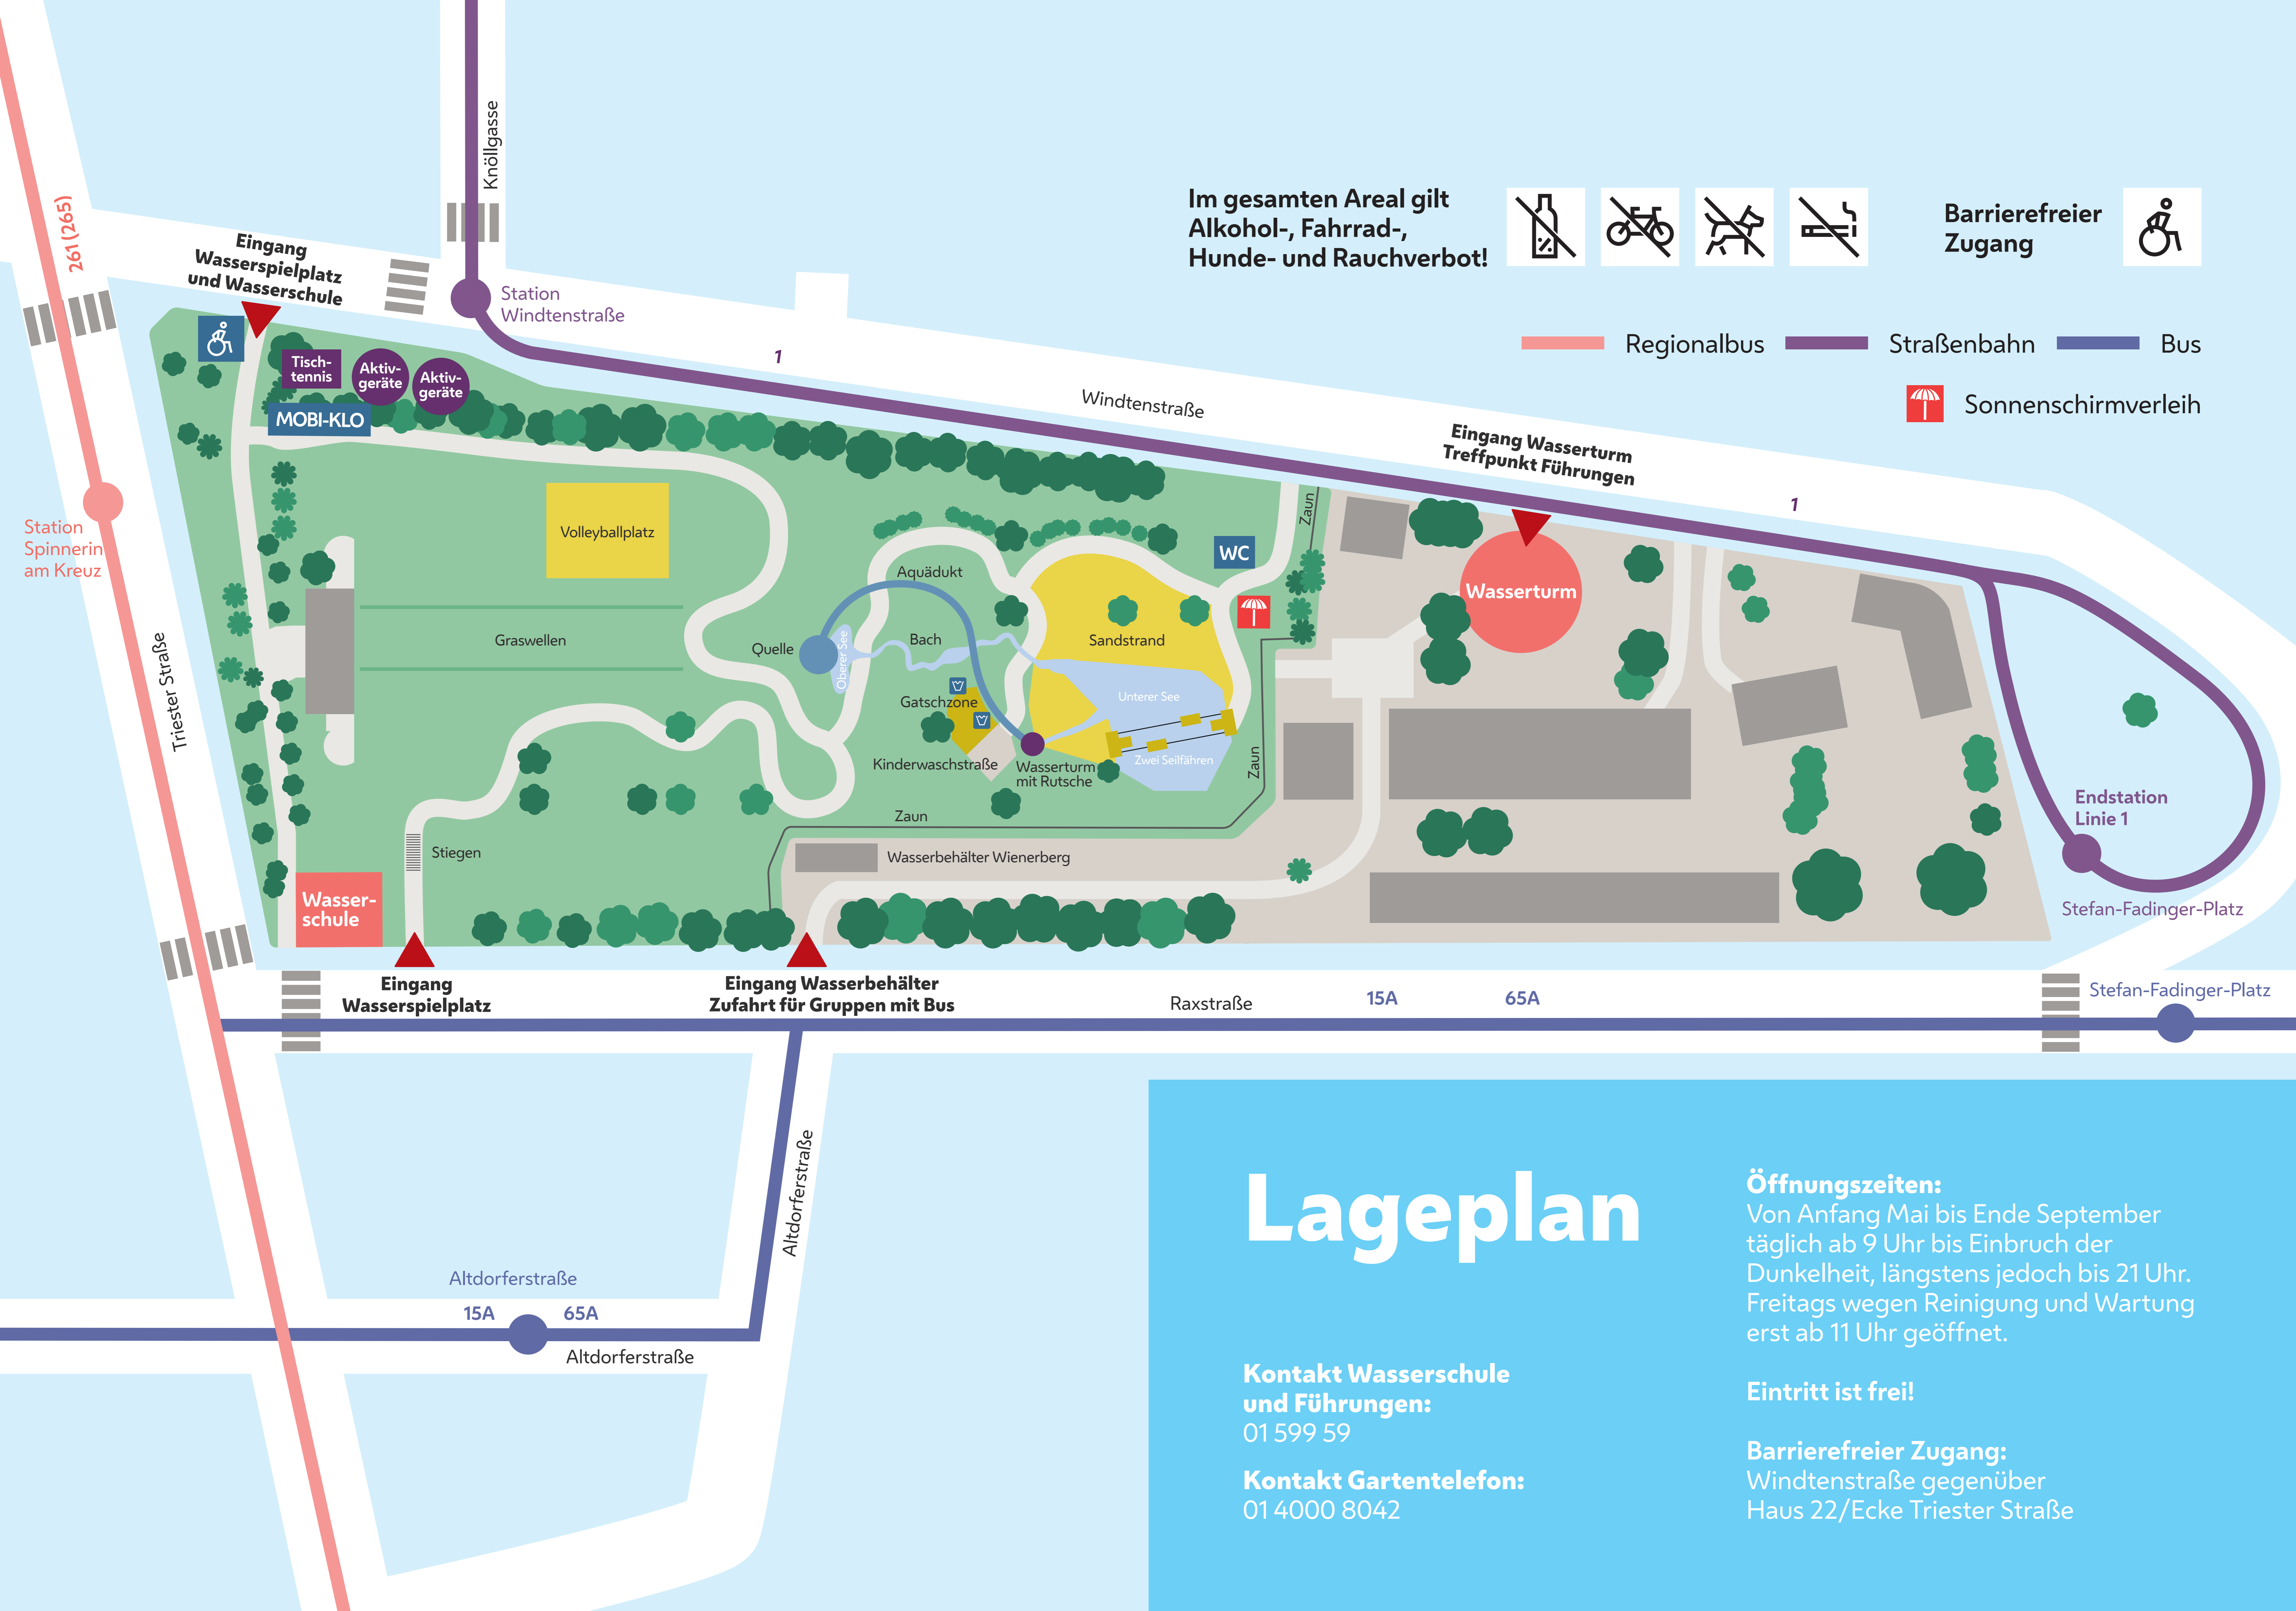 Knöllgasse
261 (265)
Eingang
Wasserspielplatz
und Wasserschule
Station
Windtenstraße
Im gesamten Areal gilt
Alkohol-, Fahrrad-,
Hunde- und Rauchverbot!
Barrierefreier
Zugang
Regionalbus
Straßenbahn
Bus
Sonnenschirmverleih
1
Windtenstraße
Eingang Wasserturm
Treffpunkt Führungen
1
Tisch-
tennis
Aktiv-
geräte
Aktiv-
geräte
MOBI-KLO
Station
Spinnerin
am Kreuz
Triester Straße
Volleyballplatz
Graswellen
Aquädukt
Quelle
Oberer See
Bach
Sandstrand
WC
Zaun
Wasserturm
Gatschzone
Unterer See
Kinderwaschstraße
Wasserturm
mit Rutsche
Zwei Seilfähren
Zaun
Zaun
Wasserbehälter Wienerberg
Stiegen
Wasser-
schule
Endstation
Linie 1
Stefan-Fadinger-Platz
Eingang
Wasserspielplatz
Eingang Wasserbehälter
Zufahrt für Gruppen mit Bus
Raxstraße
15A
65A
Stefan-Fadinger-Platz
Altdorferstraße
Altdorferstraße
15A
65A
Altdorferstraße
Lageplan
Kontakt Wasserschule
und Führungen:
01 599 59
Kontakt Gartentelefon:
01 4000 8042
Öffnungszeiten:
Von Anfang Mai bis Ende September
täglich ab 9 Uhr bis Einbruch der
Dunkelheit, längstens jedoch bis 21 Uhr.
Freitags wegen Reinigung und Wartung
erst ab 11 Uhr geöffnet.
Eintritt ist frei!
Barrierefreier Zugang:
Windtenstraße gegenüber
Haus 22/Ecke Triester Straße